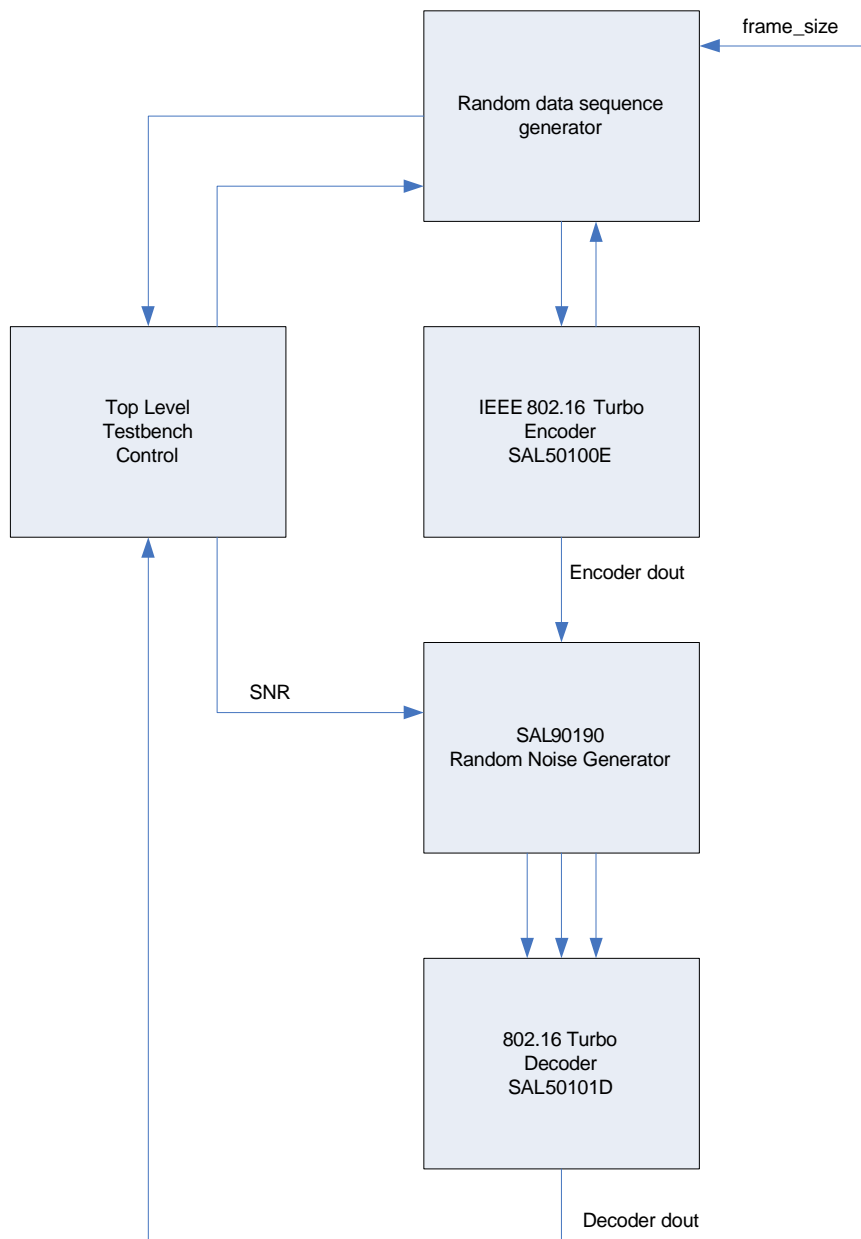 frame_size
Random data sequence
generator
Top Level
Testbench
Control
IEEE 802.16 Turbo
Encoder
SAL50100E
Encoder dout
SNR
SAL90190
Random Noise Generator
802.16 Turbo
Decoder
SAL50101D
Decoder dout